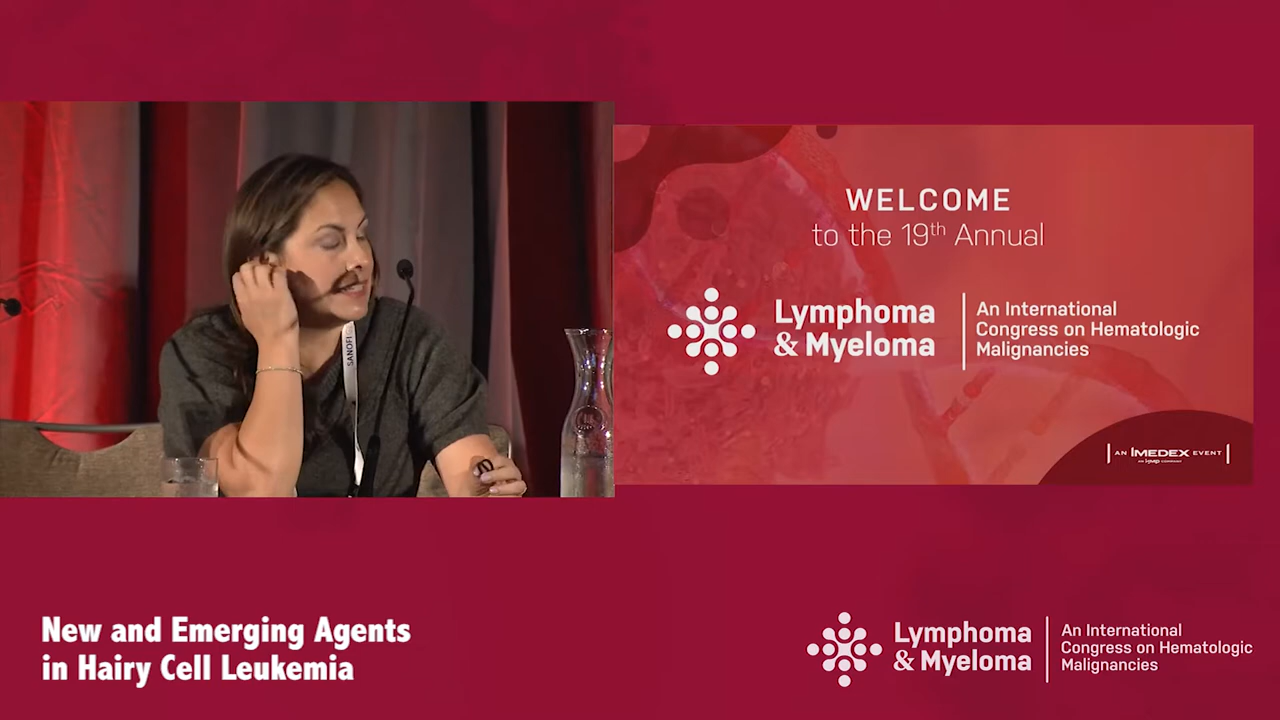 SANOFI
WELCOME
to the 19th Annual
Lymphoma
& Myeloma
An International
Congress on Hematologic
Malignancies
AN IMEDEX EVENT
New and Emerging Agents
in Hairy Cell Leukemia
Lymphoma
& Myeloma
An International
Congress on Hematologic
Malignancies